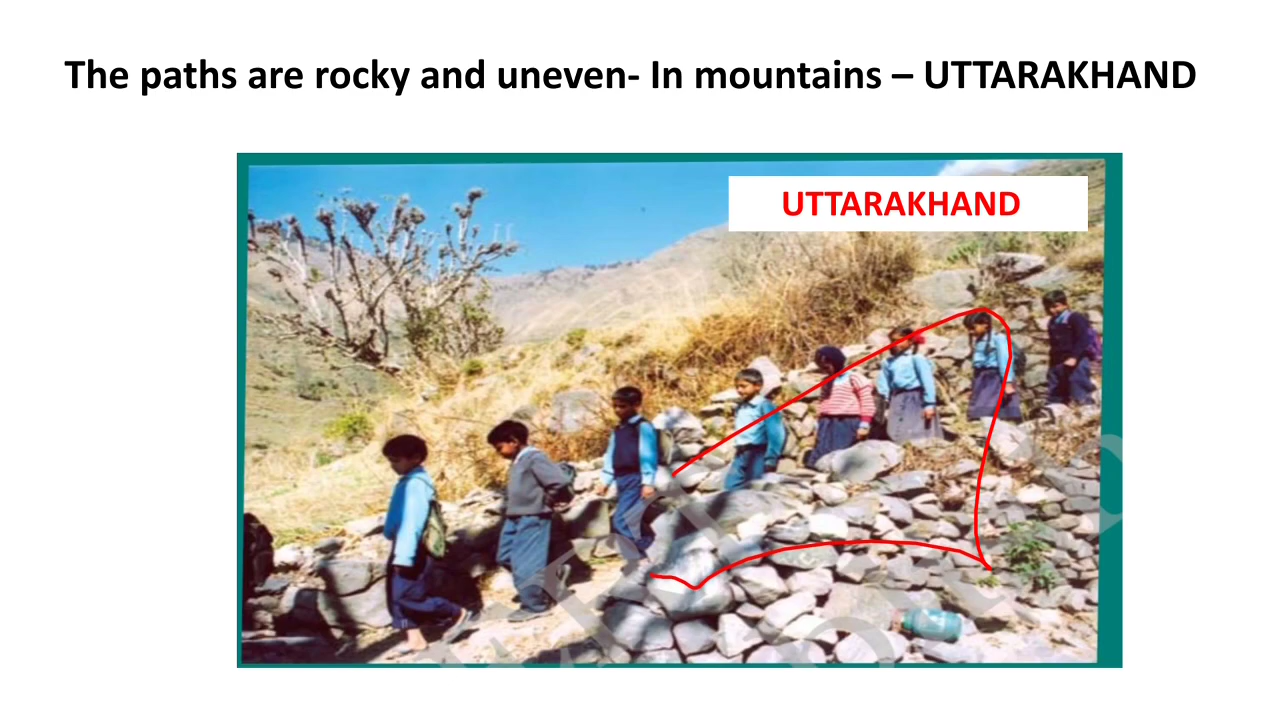 The paths are rocky and uneven- In mountains – UTTARAKHAND
UTTARAKHAND